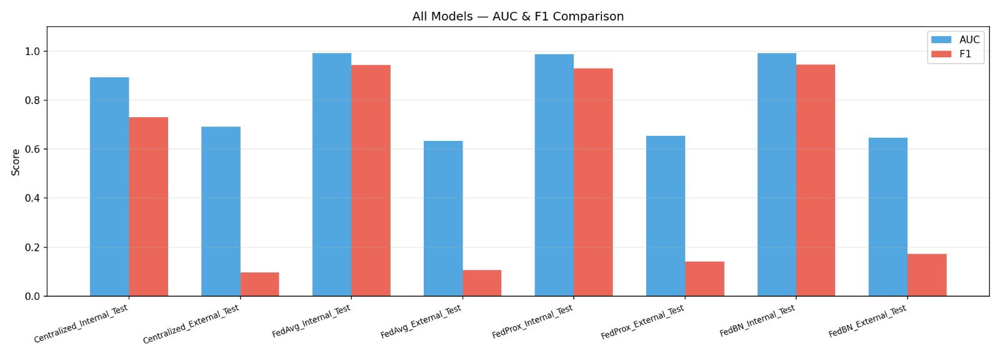 All Models — AUC & F1 Comparison
AUC
F1
Score
1.0
0.8
0.6
0.4
0.2
0.0
Centralized_Internal_Test
Centralized_External_Test
FedAvg_Internal_Test
FedAvg_External_Test
FedProx_Internal_Test
FedProx_External_Test
FedBN_Internal_Test
FedBN_External_Test